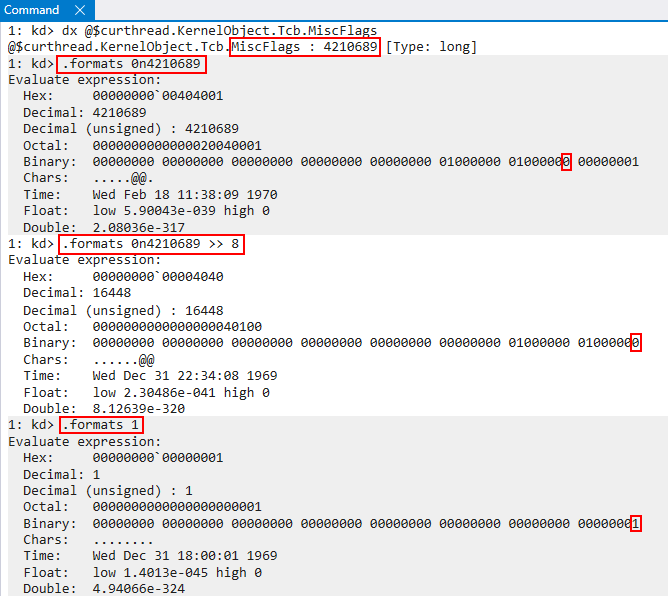 Command ×
1: kd> dx @$curthread.KernelObject.Tcb.MiscFlags
@$curthread.KernelObject.Tcb.MiscFlags : 4210689 [Type: long]
1: kd> .formats 0n4210689
Evaluate expression:
Hex:     00000000`00404001
Decimal: 4210689
Decimal (unsigned) : 4210689
Octal:   0000000000000020040001
Binary:  00000000 00000000 00000000 00000000 00000000 01000000 01000000 00000001
Chars:   .....@@.
Time:    Wed Feb 18 11:38:09 1970
Float:   low 5.90043e-039 high 0
Double:  2.08036e-317
1: kd> .formats 0n4210689 >> 8
Evaluate expression:
Hex:     00000000`00004040
Decimal: 16448
Decimal (unsigned) : 16448
Octal:   0000000000000000040100
Binary:  00000000 00000000 00000000 00000000 00000000 00000000 01000000 01000000
Chars:   ......@@
Time:    Wed Dec 31 22:34:08 1969
Float:   low 2.30486e-041 high 0
Double:  8.12639e-320
1: kd> .formats 1
Evaluate expression:
Hex:     00000000`00000001
Decimal: 1
Decimal (unsigned) : 1
Octal:   0000000000000000000001
Binary:  00000000 00000000 00000000 00000000 00000000 00000000 00000000 00000001
Chars:   ........
Time:    Wed Dec 31 18:00:01 1969
Float:   low 1.4013e-045 high 0
Double:  4.94066e-324